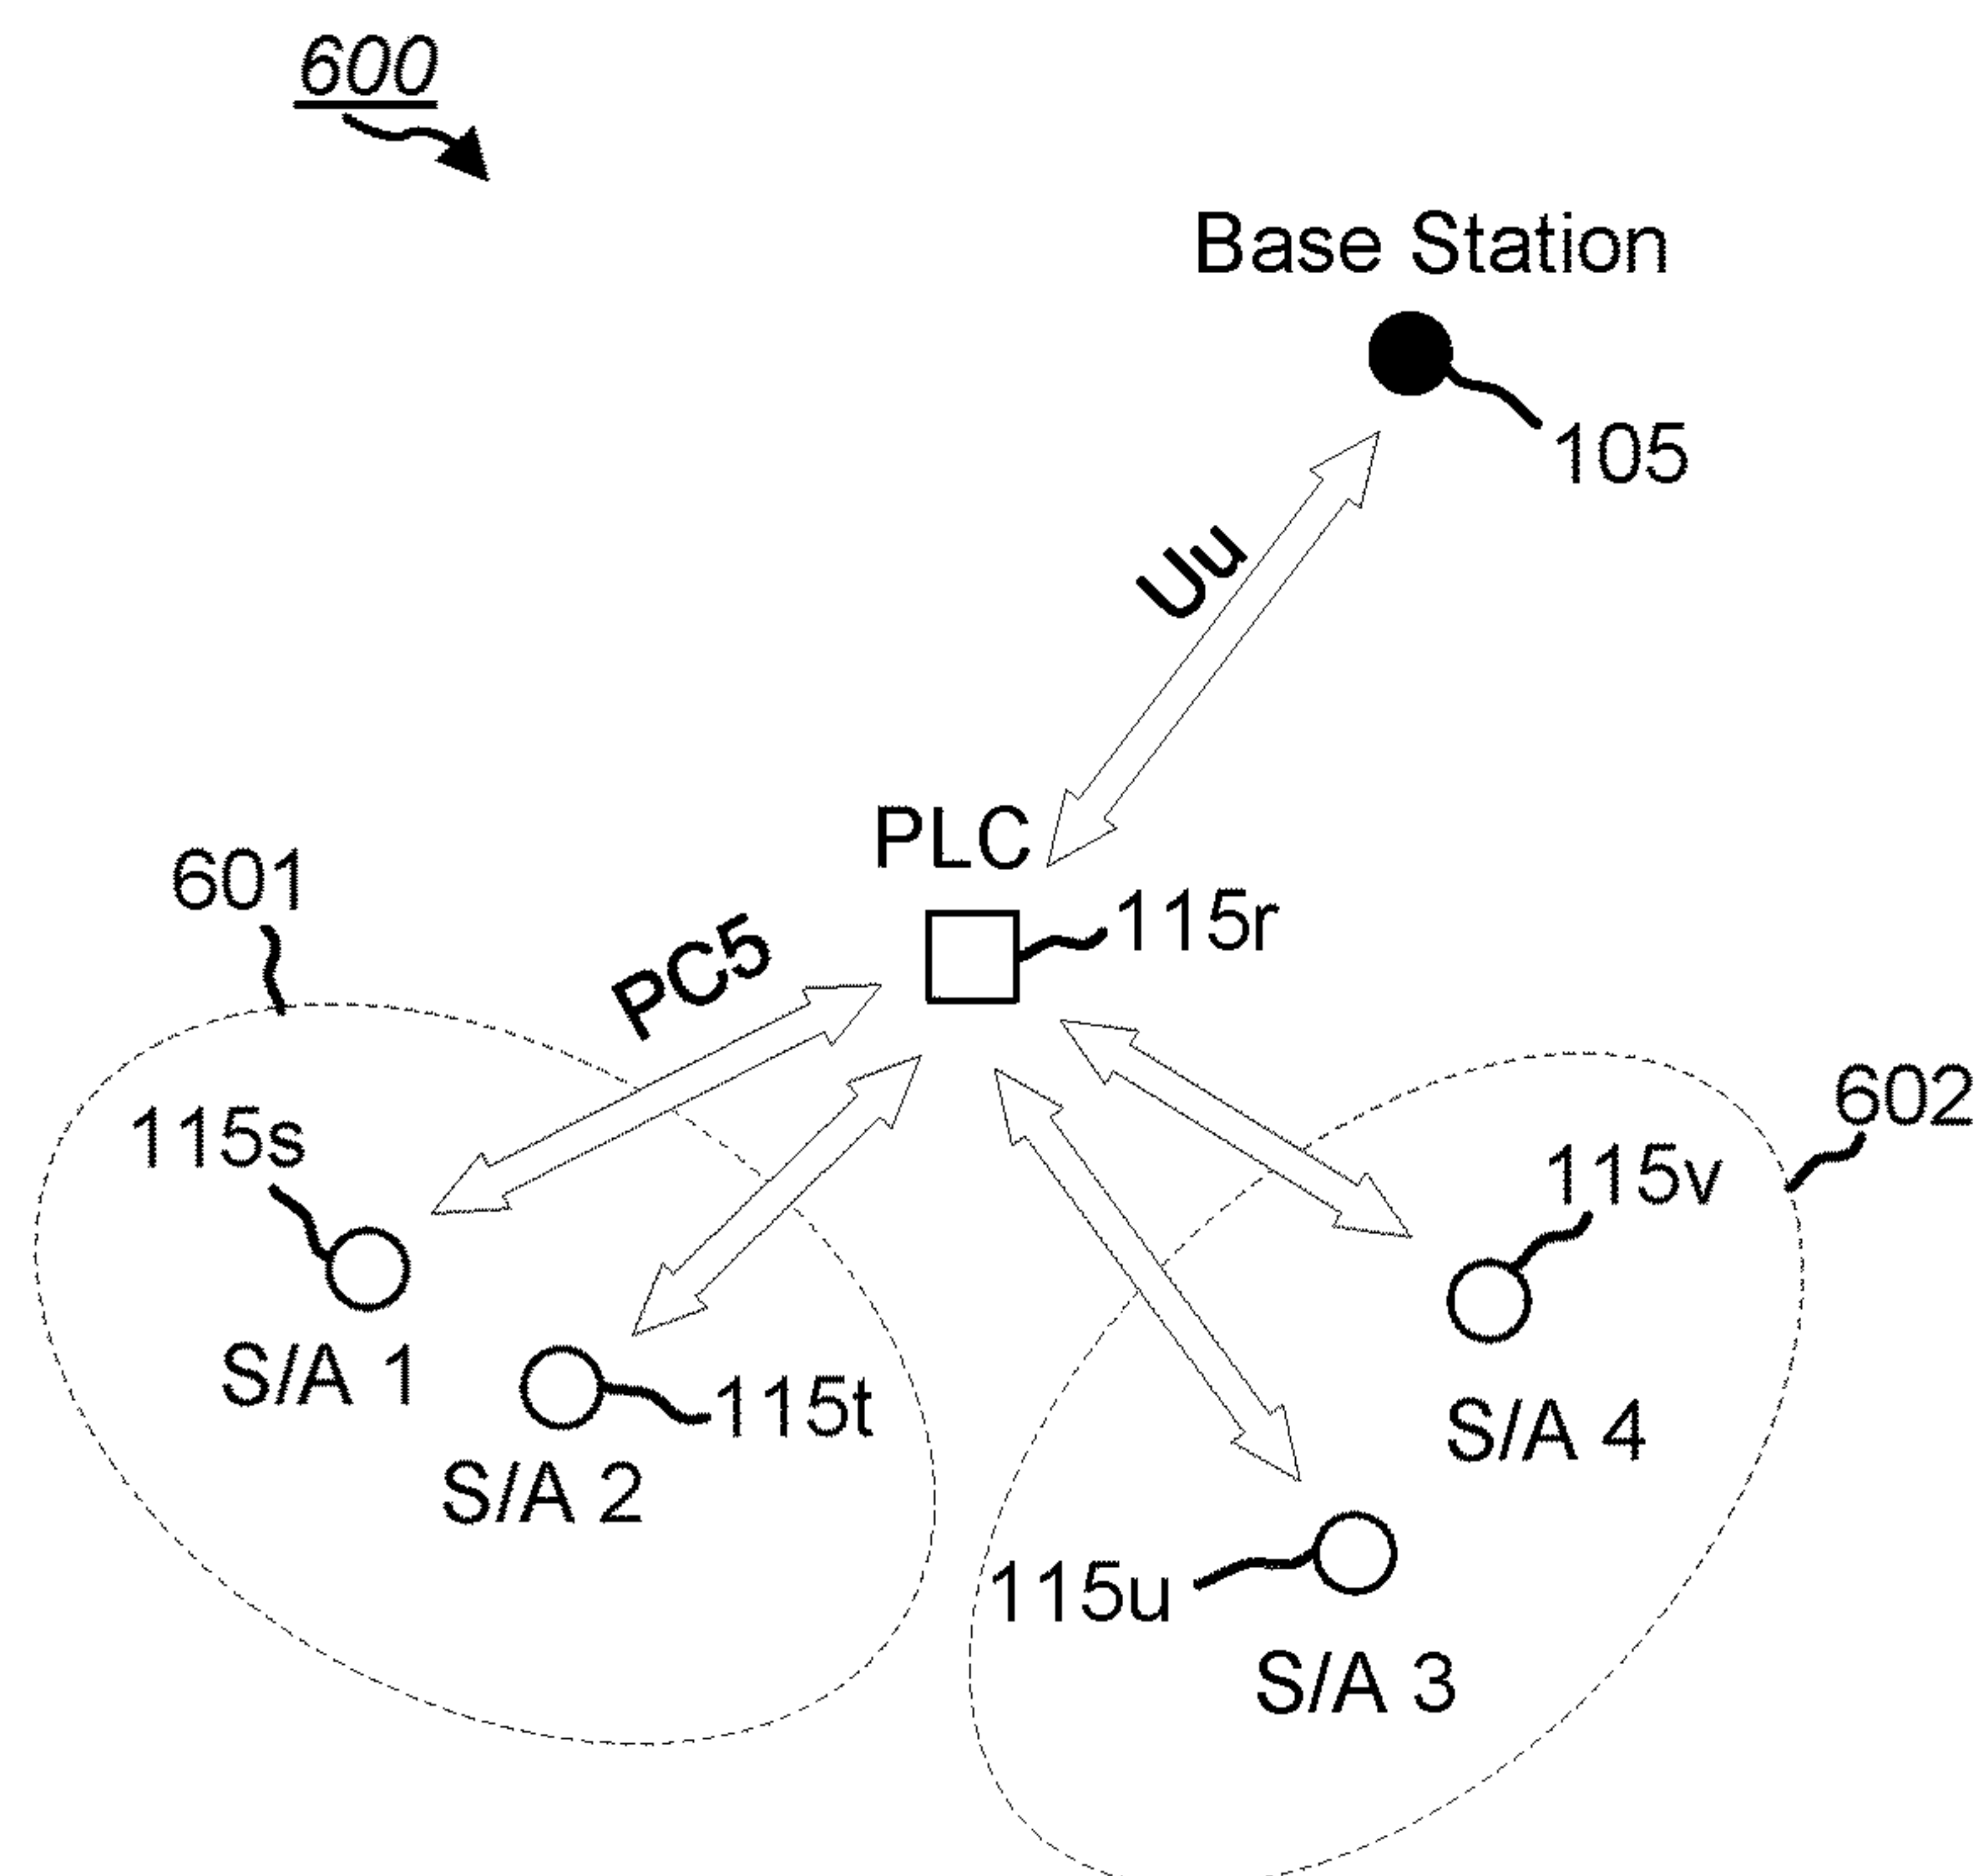 600
Base Station
105
Uu
PLC
115r
601
PC5
602
115s
115v
S/A 1
115t
S/A 4
S/A 2
115u
S/A 3